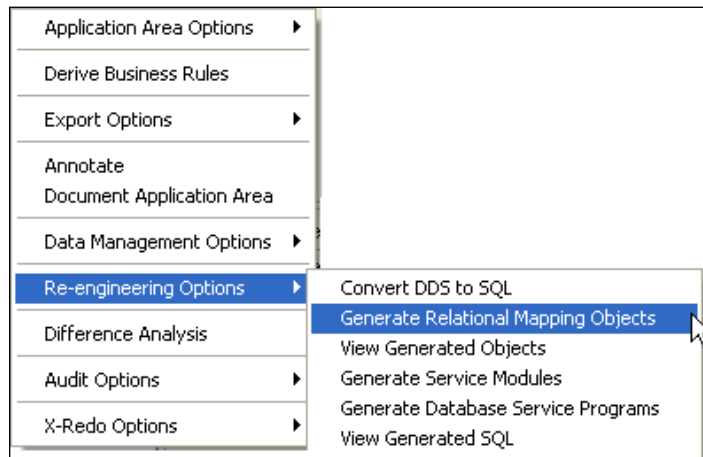 Application Area Options
Derive Business Rules
Export Options
Annotate
Document Application Area
Data Management Options
Re-engineering Options
Difference Analysis
Audit Options
X-Redo Options
Convert DDS to SQL
Generate Relational Mapping Objects
View Generated Objects
Generate Service Modules
Generate Database Service Programs
View Generated SQL